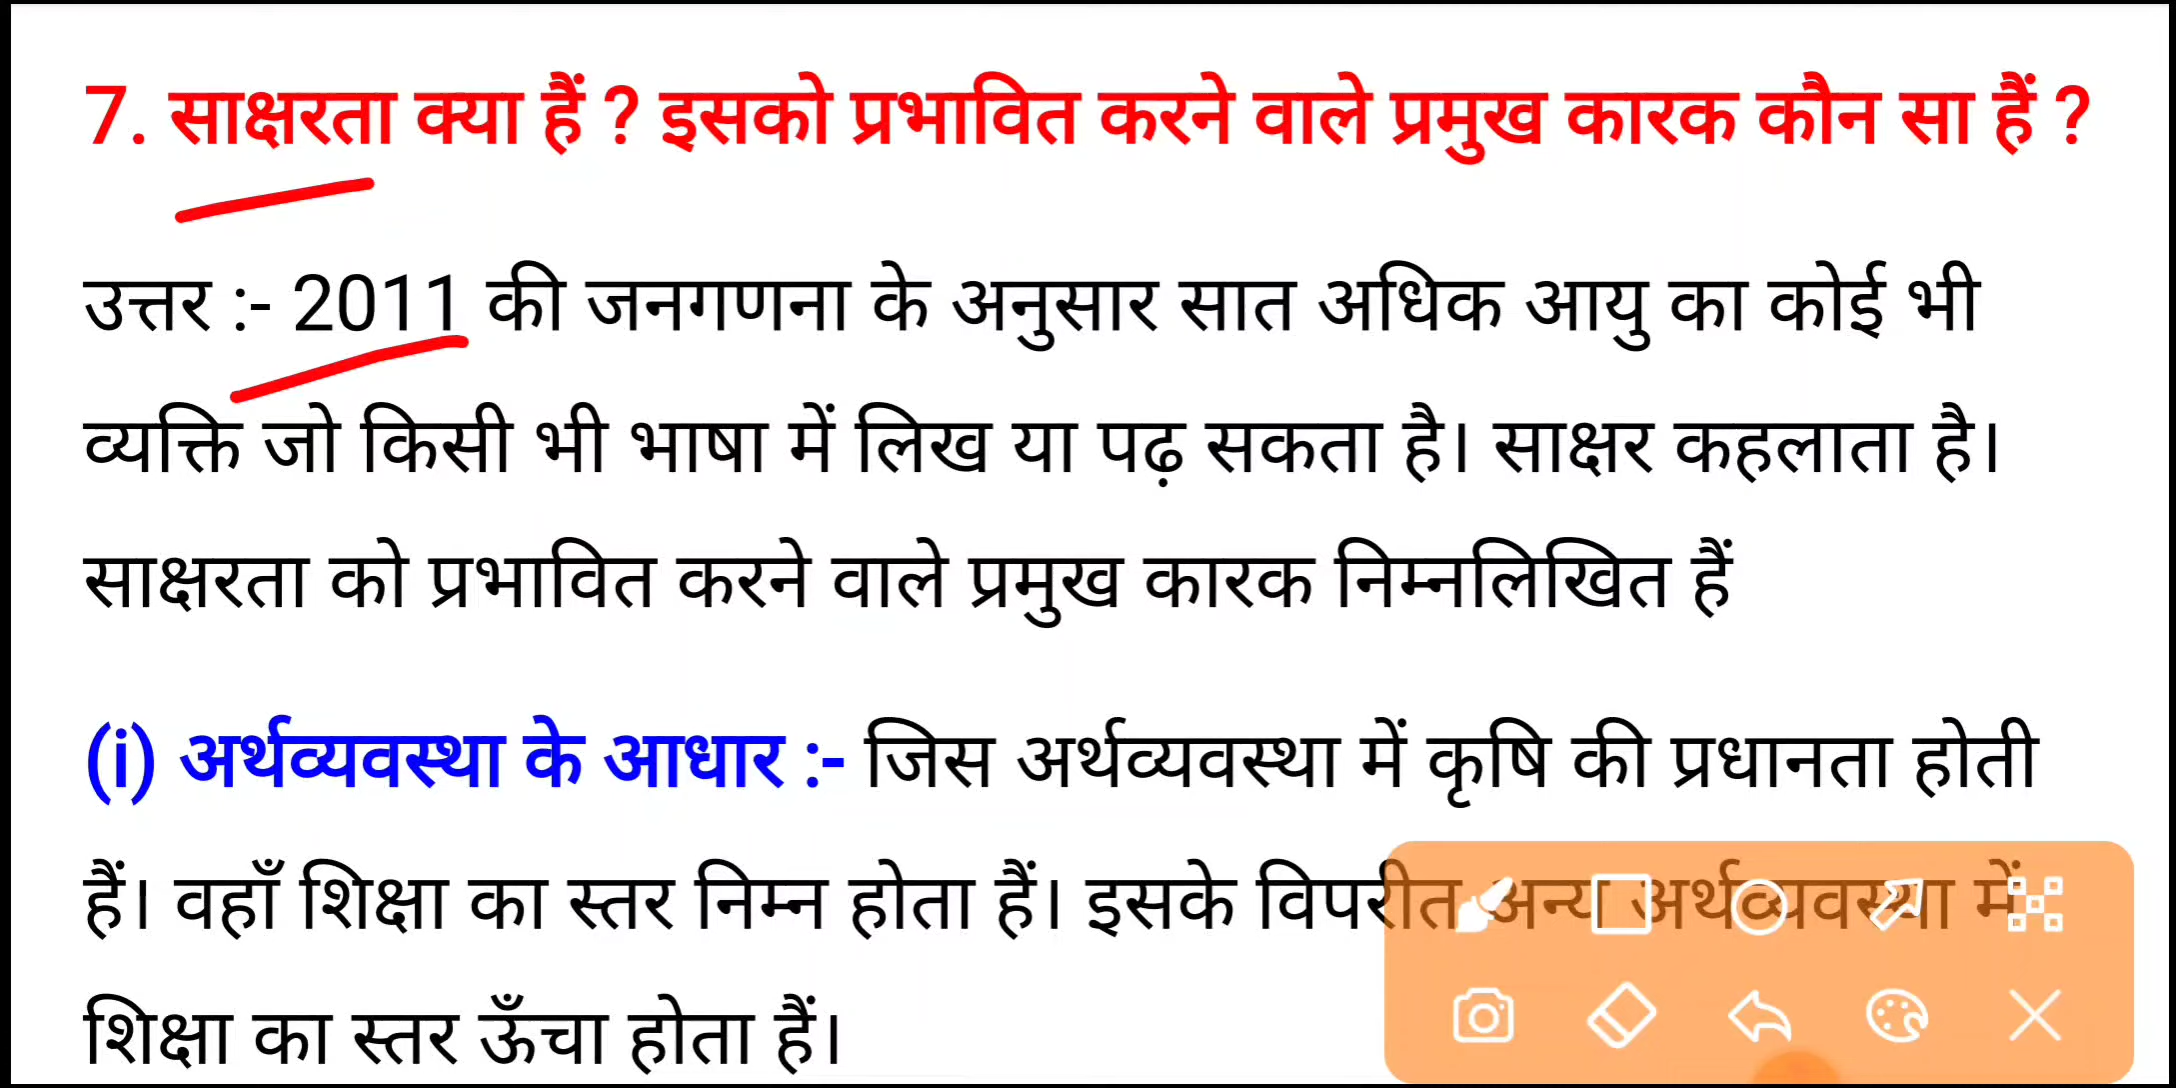 7. साक्षरता क्या हैं ? इसको प्रभावित करने वाले प्रमुख कारक कौन सा हैं ?
उत्तर :- 2011 की जनगणना के अनुसार सात अधिक आयु का कोई भी
व्यक्ति जो किसी भी भाषा में लिख या पढ़ सकता है। साक्षर कहलाता है।
साक्षरता को प्रभावित करने वाले प्रमुख कारक निम्नलिखित हैं
(i) अर्थव्यवस्था के आधार :- जिस अर्थव्यवस्था में कृषि की प्रधानता होती
हैं। वहाँ शिक्षा का स्तर निम्न होता हैं। इसके विपरीत अन्य अर्थव्यवस्था में
शिक्षा का स्तर ऊँचा होता हैं।